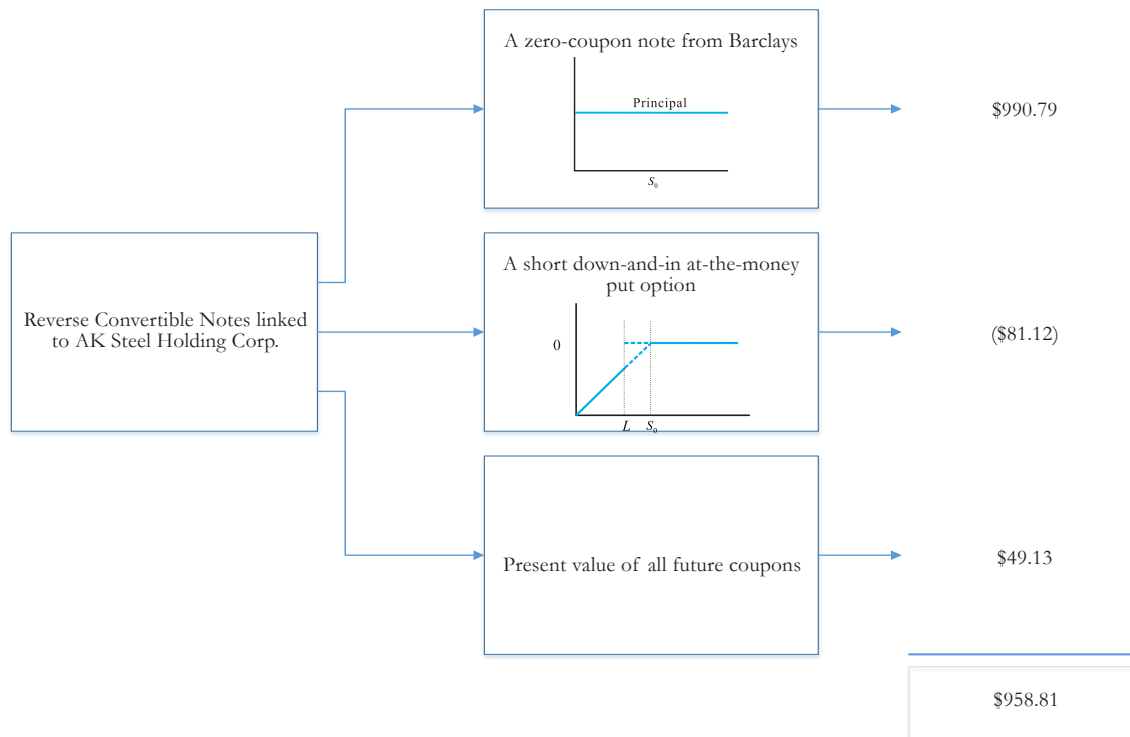 A zero-coupon note from Barclays
Principal
S₀
$990.79
Reverse Convertible Notes linked
to AK Steel Holding Corp.
A short down-and-in at-the-money
put option
0
L S₀
($81.12)
Present value of all future coupons
$49.13
$958.81